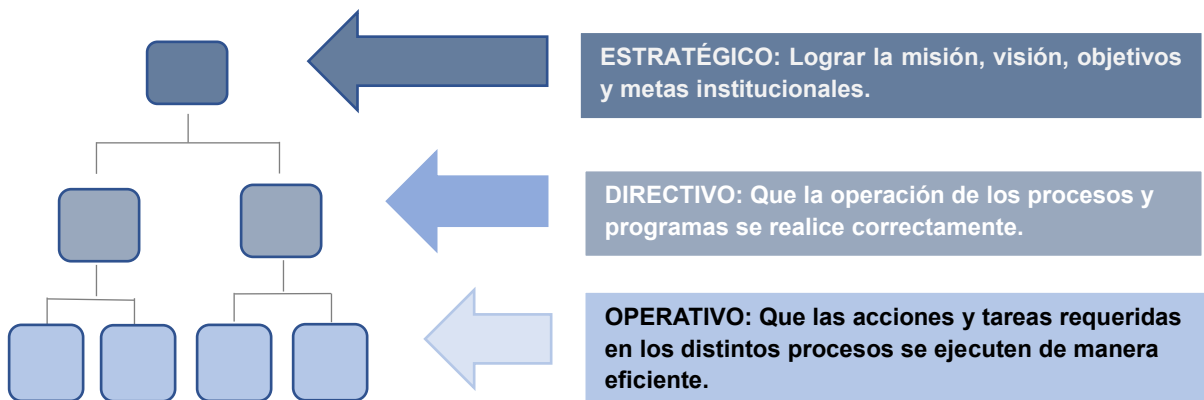 ESTRATÉGICO: Lograr la misión, visión, objetivos
y metas institucionales.
DIRECTIVO: Que la operación de los procesos y
programas se realice correctamente.
OPERATIVO: Que las acciones y tareas requeridas
en los distintos procesos se ejecuten de manera
eficiente.